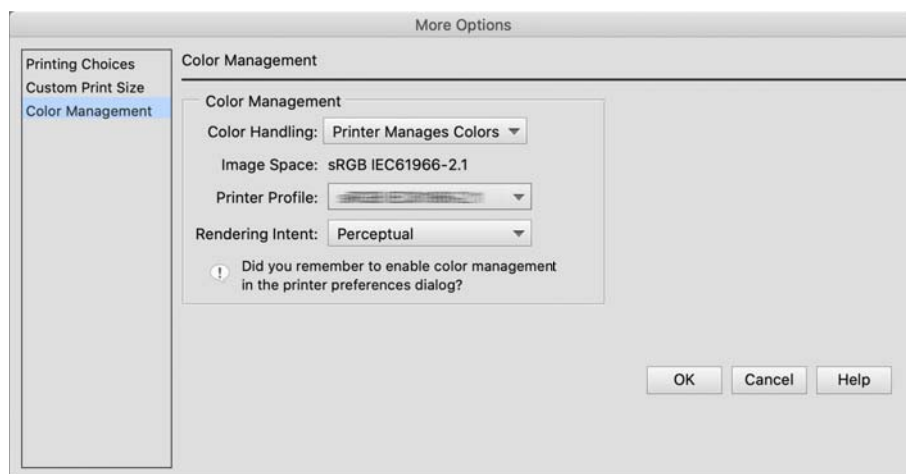 More Options
Printing Choices
Custom Print Size
Color Management
Color Management
Color Management
Color Handling: Printer Manages Colors
Image Space: sRGB IEC61966-2.1
Printer Profile:
Rendering Intent: Perceptual
! Did you remember to enable color management
in the printer preferences dialog?
OK Cancel Help